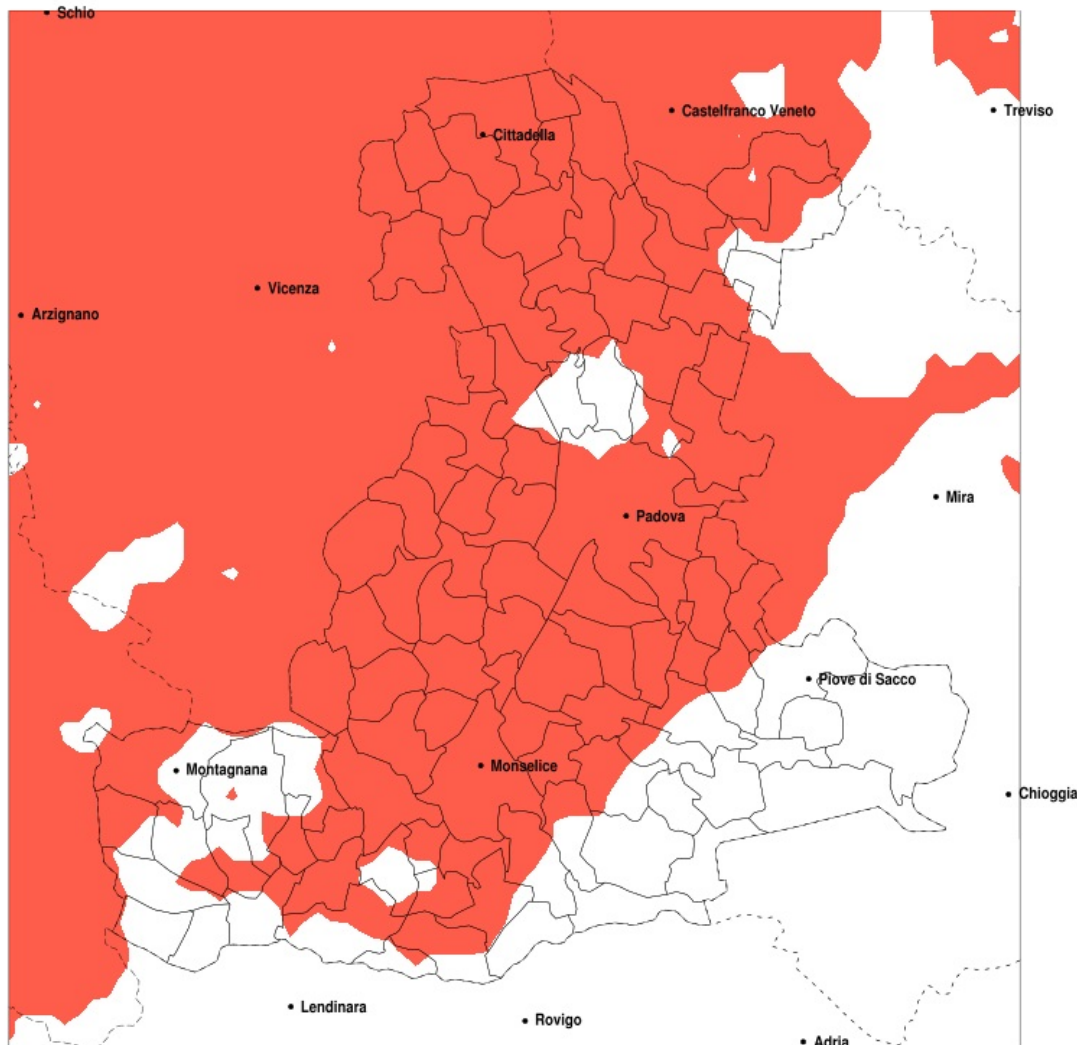 Schio
Castelfranco Veneto
Treviso
Cittadella
Vicenza
Arzignano
Mira
Padova
Piove di Sacco
Monselice
Montagnana
Chioggia
Lendinara
Rovigo
Adria